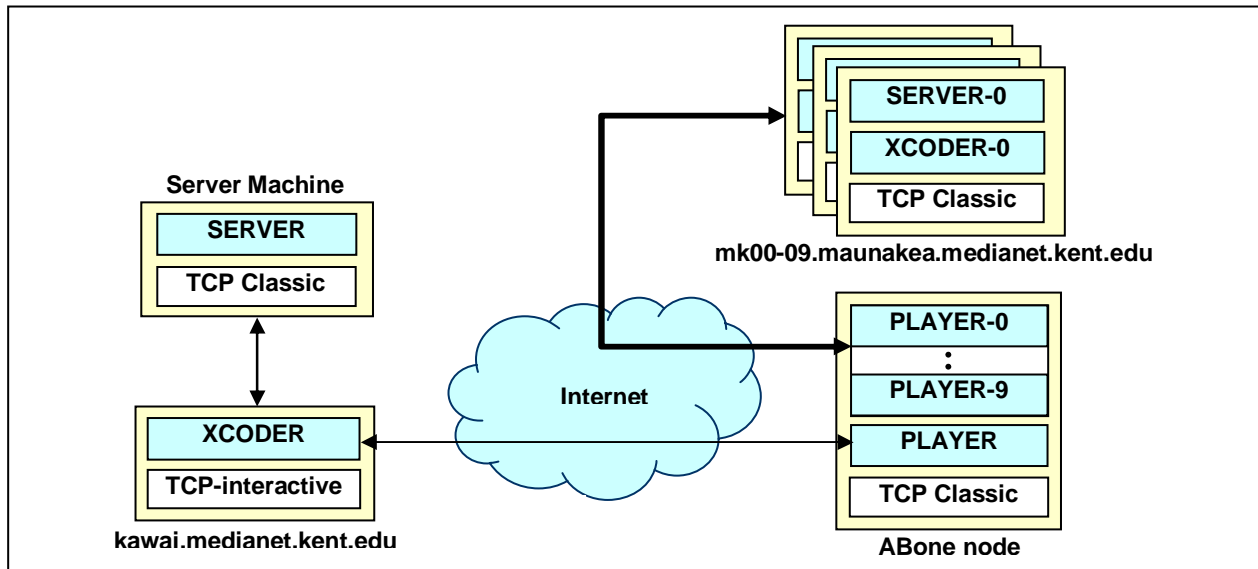 SERVER-0
XCODER-0
TCP Classic
mk00-09.maunakea.medianet.kent.edu
Server Machine
SERVER
TCP Classic
Internet
PLAYER-0
PLAYER-9
PLAYER
TCP Classic
ABone node
XCODER
TCP-interactive
kawai.medianet.kent.edu